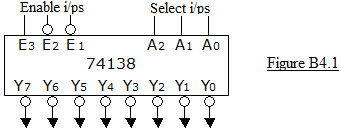 Enable i/ps Select i/ps
E3 E2 E1 A2 A1 A0
74138
Figure B4.1
Y7 Y6 Y5 Y4 Y3 Y2 Y1 Y0